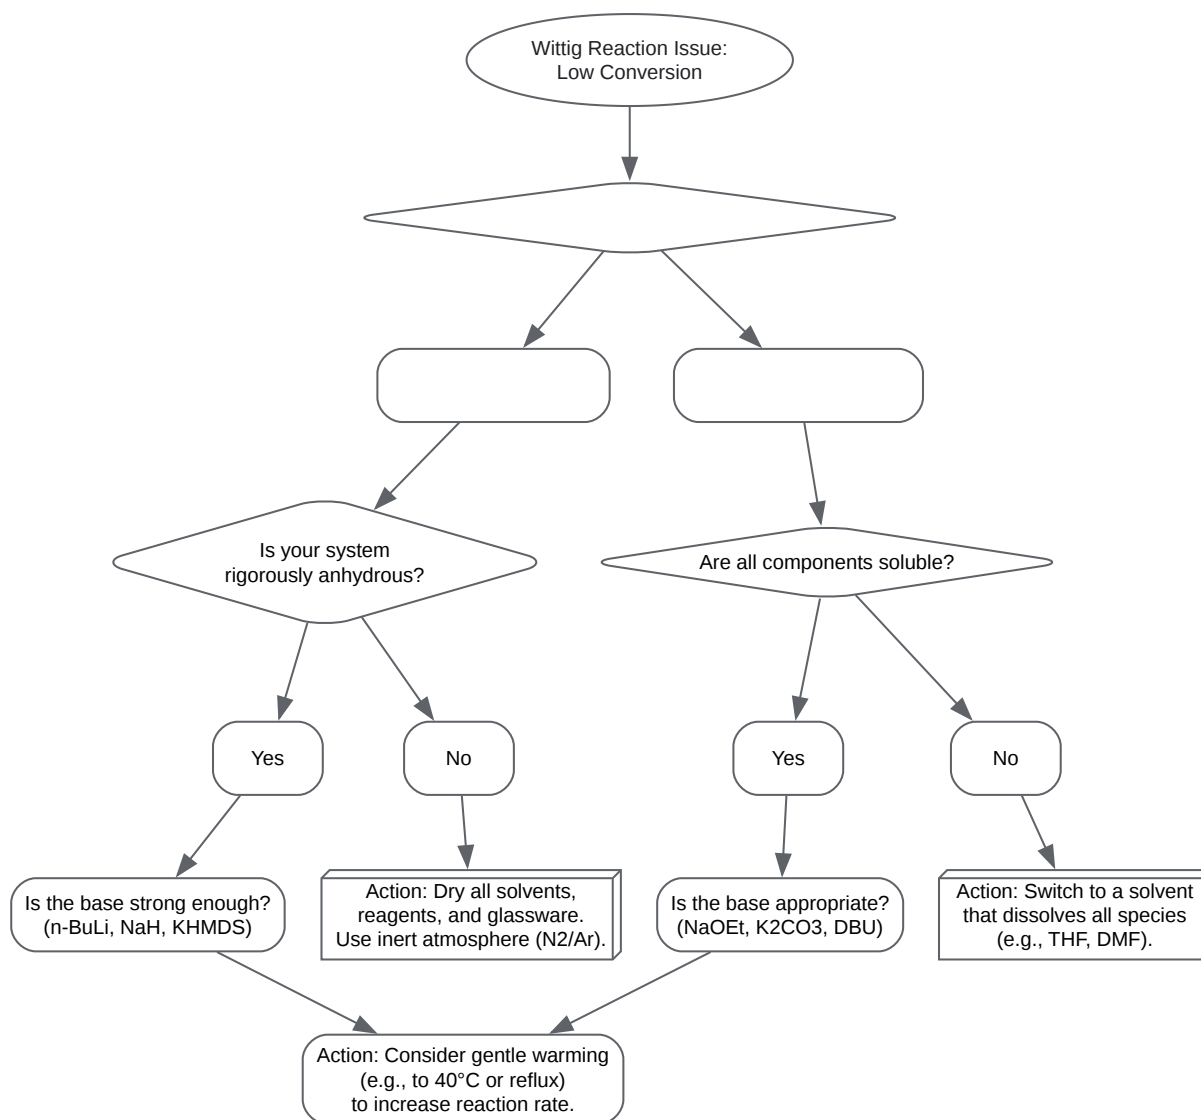 Wittig Reaction Issue:
Low Conversion
Is your system
rigorously anhydrous?
Are all components soluble?
Yes
No
Yes
No
Is the base strong enough?
(n-BuLi, NaH, KHMDS)
Action: Dry all solvents,
reagents, and glassware.
Use inert atmosphere (N2/Ar).
Is the base appropriate?
(NaOEt, K2CO3, DBU)
Action: Switch to a solvent
that dissolves all species
(e.g., THF, DMF).
Action: Consider gentle warming
(e.g., to 40°C or reflux)
to increase reaction rate.